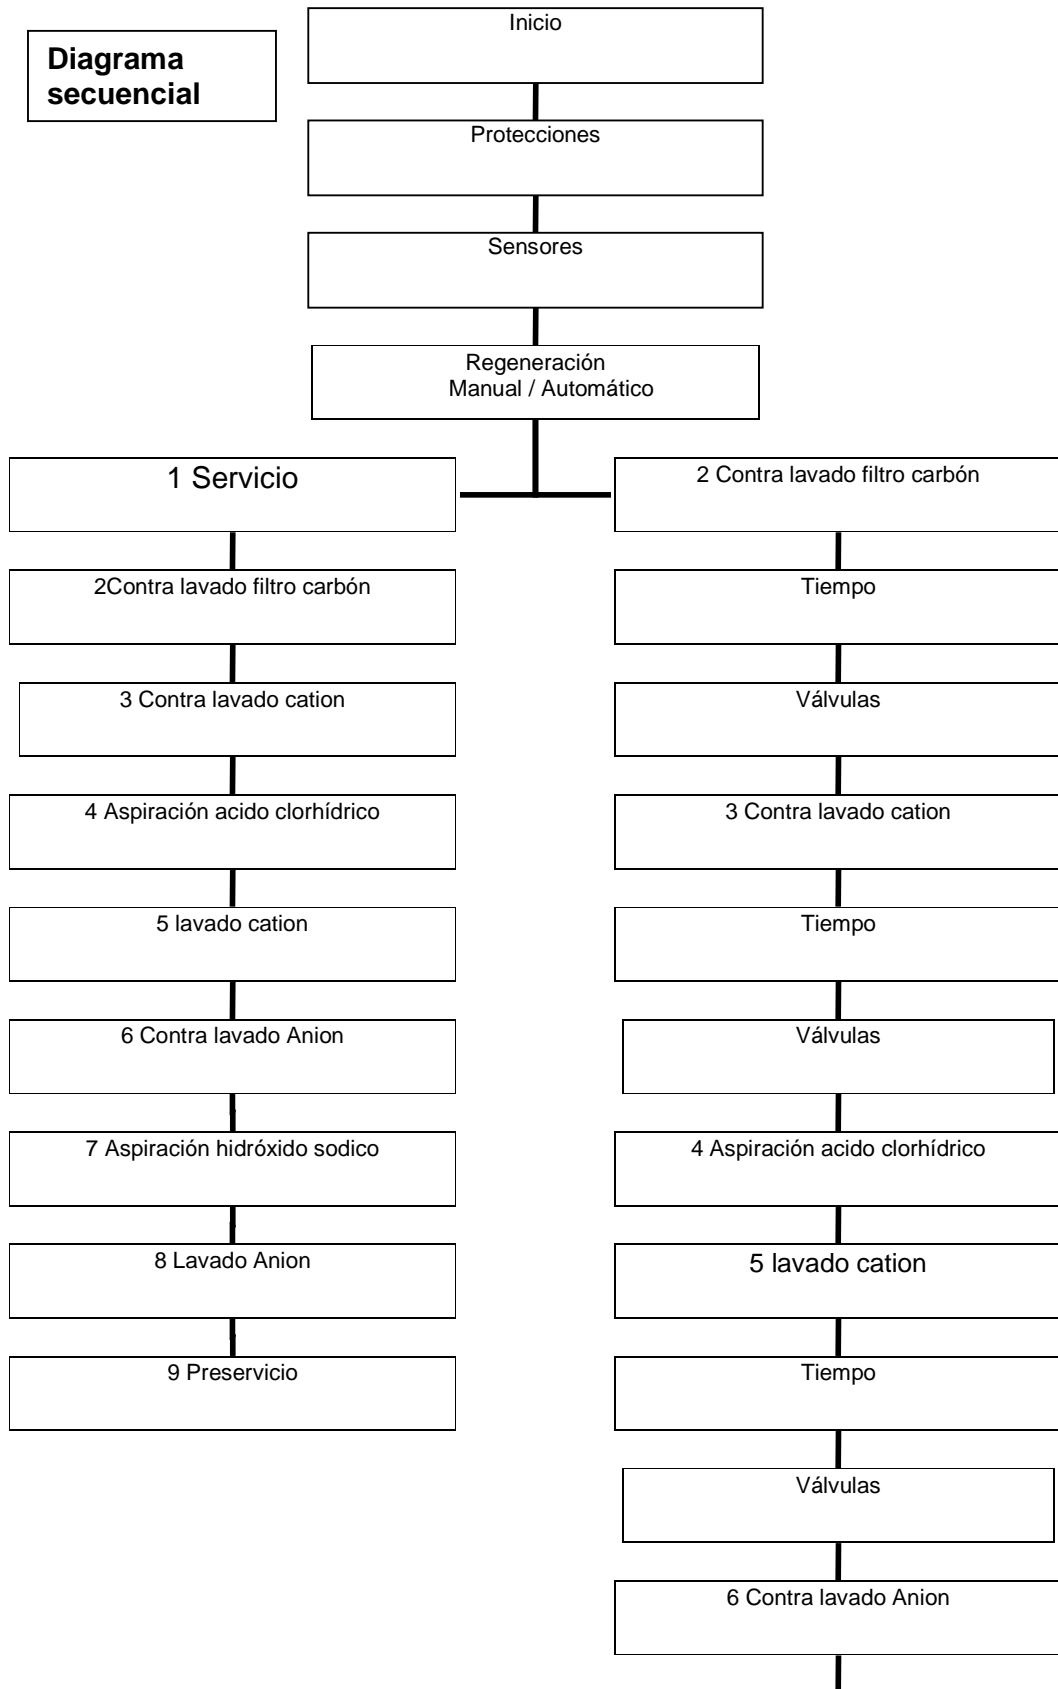 Diagrama
secuencial
Inicio
Protecciones
Sensores
Regeneración
Manual / Automático
1 Servicio
2Contra lavado filtro carbón
3 Contra lavado cation
4 Aspiración acido clorhídrico
5 lavado cation
6 Contra lavado Anion
7 Aspiración hidróxido sodico
8 Lavado Anion
9 Preservicio
2 Contra lavado filtro carbón
Tiempo
Válvulas
3 Contra lavado cation
Tiempo
Válvulas
4 Aspiración acido clorhídrico
5 lavado cation
Tiempo
Válvulas
6 Contra lavado Anion